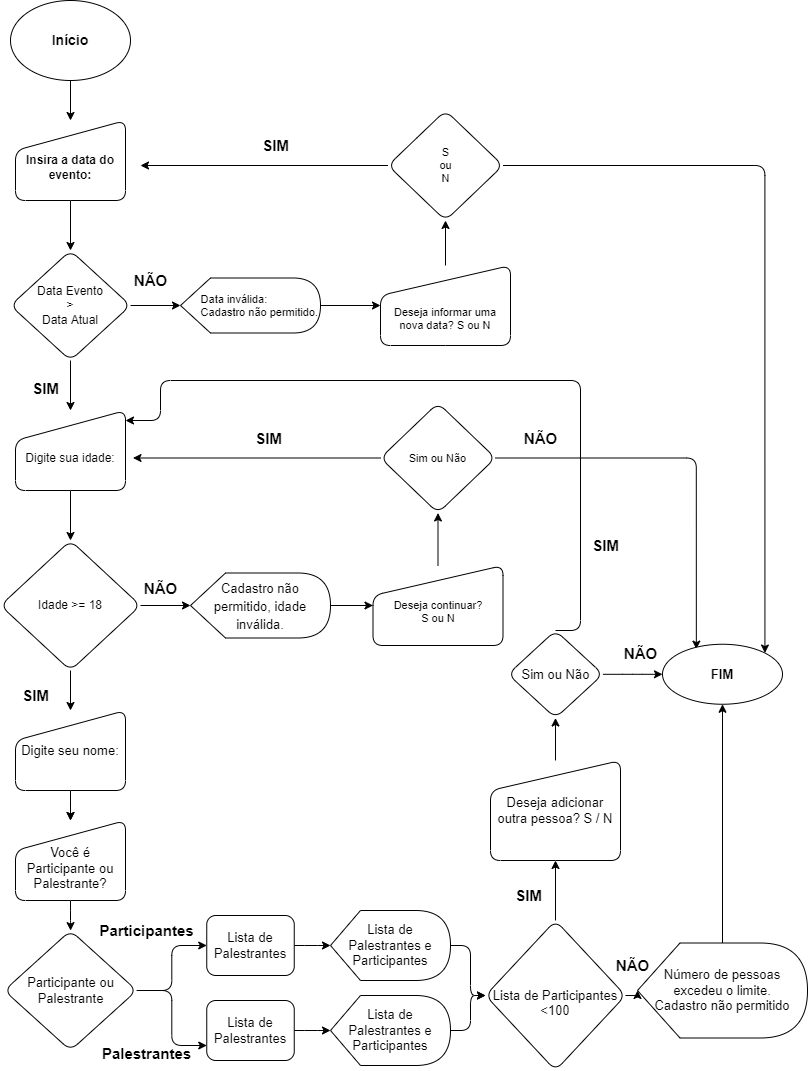 Início
SIM
S
ou
N
Insira a data do
evento:
NÃO
Data Evento
>
Data Atual
Data inválida:
Cadastro não permitido.
Deseja informar uma
nova data? S ou N
SIM
SIM
NÃO
Digite sua idade:
Sim ou Não
SIM
NÃO
Idade >= 18
Cadastro não
permitido, idade
inválida.
Deseja continuar?
S ou N
NÃO
SIM
Sim ou Não
FIM
Digite seu nome:
Deseja adicionar
outra pessoa? S / N
Você é
Participante ou
Palestrante?
SIM
Participantes
Lista de
Palestrantes
Lista de
Palestrantes e
Participantes
NÃO
Participante ou
Palestrante
Lista de Participantes
<100
Número de pessoas
excedeu o limite.
Cadastro não permitido
Lista de
Palestrantes
Lista de
Palestrantes e
Participantes
Palestrantes